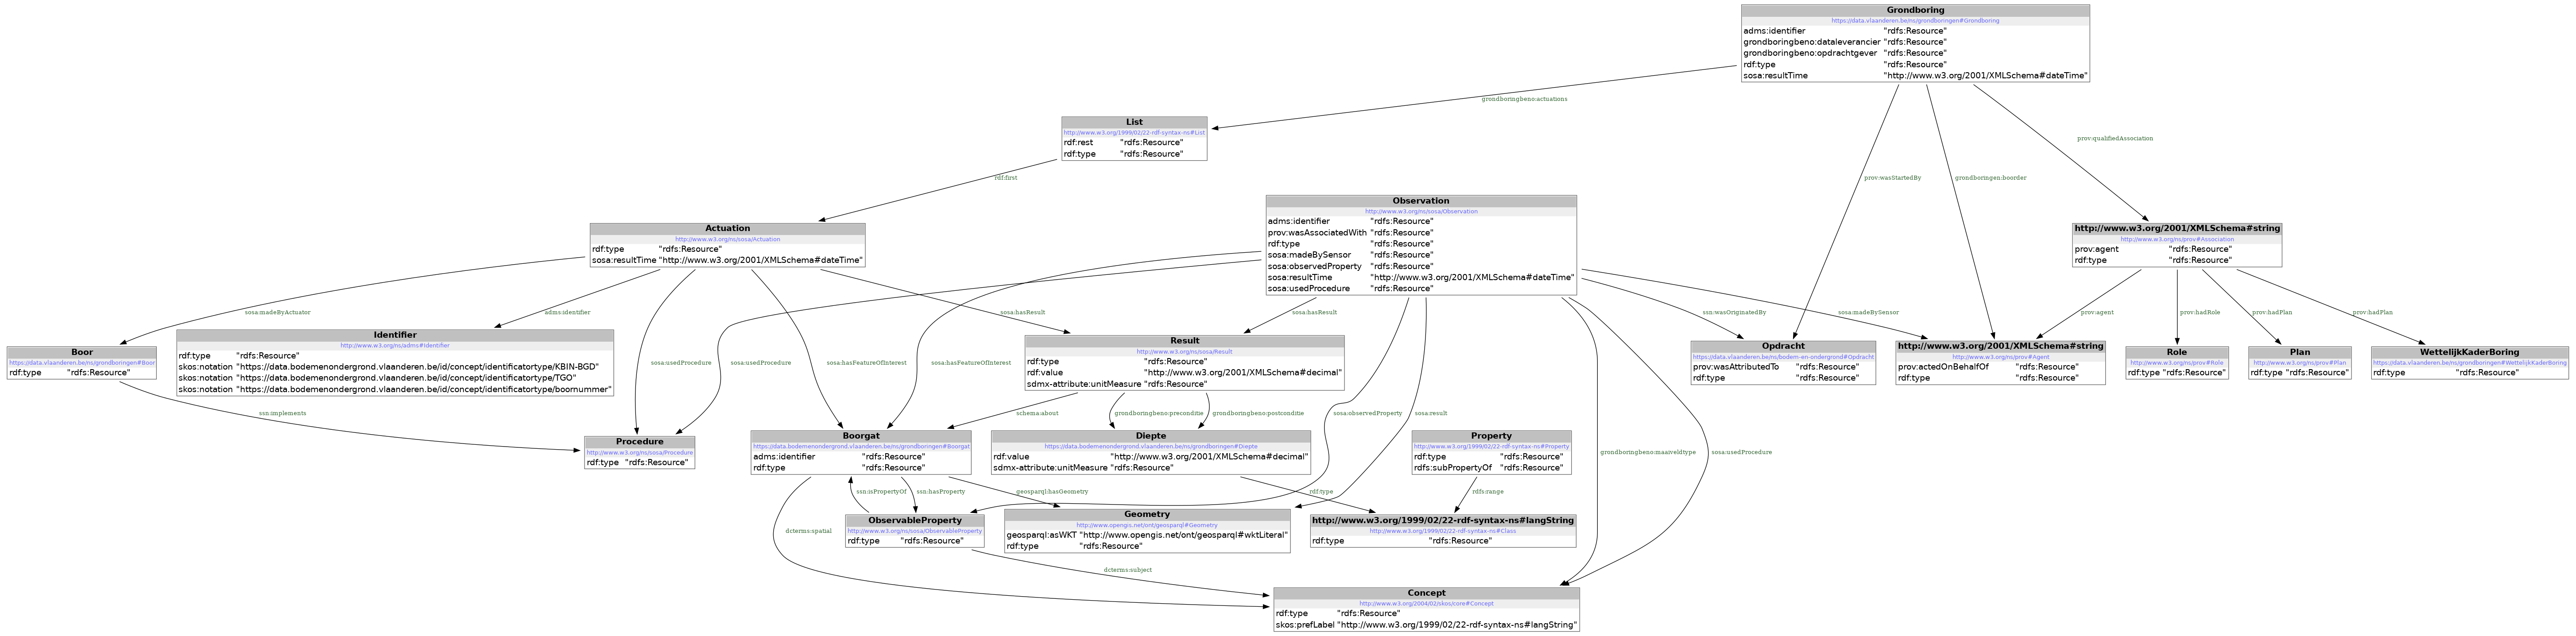 Grondboring
https://data.vlaanderen.be/ns/grondboringen#Grondboring
adms:identifier "rdfs:Resource"
grondboringbeno:dataleverancier "rdfs:Resource"
grondboringbeno:opdrachtgever "rdfs:Resource"
rdf:type "rdfs:Resource"
sosa:resultTime "http://www.w3.org/2001/XMLSchema#dateTime"
grondboringbeno:actuations
prov:qualifiedAssociation
prov:wasStartedBy
grondboringen:boorder
List
http://www.w3.org/1999/02/22-rdf-syntax-ns#List
rdf:rest "rdfs:Resource"
rdf:type "rdfs:Resource"
rdf:first
Observation
http://www.w3.org/ns/sosa/Observation
adms:identifier "rdfs:Resource"
prov:wasAssociatedWith "rdfs:Resource"
rdf:type "rdfs:Resource"
sosa:madeBySensor "rdfs:Resource"
sosa:observedProperty "rdfs:Resource"
sosa:resultTime "http://www.w3.org/2001/XMLSchema#dateTime"
sosa:usedProcedure "rdfs:Resource"
Actuation
http://www.w3.org/ns/sosa/Actuation
rdf:type "rdfs:Resource"
sosa:resultTime "http://www.w3.org/2001/XMLSchema#dateTime"
http://www.w3.org/2001/XMLSchema#string
http://www.w3.org/ns/prov#Association
prov:agent "rdfs:Resource"
rdf:type "rdfs:Resource"
sosa:madeByActuator
adms:identifier
sosa:hasResult
sosa:hasResult
ssn:wasOriginatedBy
sosa:madeBySensor
prov:agent
prov:hadRole
prov:hadPlan
prov:hadPlan
Boor
https://data.vlaanderen.be/ns/grondboringen#Boor
rdf:type "rdfs:Resource"
Identifier
http://www.w3.org/ns/adms#Identifier
rdf:type "rdfs:Resource"
skos:notation "https://data.bodemenondergrond.vlaanderen.be/id/concept/identificatortype/KBIN-BGD"
skos:notation "https://data.bodemenondergrond.vlaanderen.be/id/concept/identificatortype/TGO"
skos:notation "https://data.bodemenondergrond.vlaanderen.be/id/concept/identificatortype/boornummer"
sosa:usedProcedure
sosa:usedProcedure
sosa:hasFeatureOfInterest
sosa:hasFeatureOfInterest
Result
http://www.w3.org/ns/sosa/Result
rdf:type "rdfs:Resource"
rdf:value "http://www.w3.org/2001/XMLSchema#decimal"
sdmx-attribute:unitMeasure "rdfs:Resource"
Opdracht
https://data.vlaanderen.be/ns/bodem-en-ondergrond#Opdracht
prov:wasAttributedTo "rdfs:Resource"
rdf:type "rdfs:Resource"
http://www.w3.org/2001/XMLSchema#string
http://www.w3.org/ns/prov#Agent
prov:actedOnBehalfOf "rdfs:Resource"
rdf:type "rdfs:Resource"
Role
http://www.w3.org/ns/prov#Role
rdf:type "rdfs:Resource"
Plan
http://www.w3.org/ns/prov#Plan
rdf:type "rdfs:Resource"
WettelijkKaderBoring
https://data.vlaanderen.be/ns/grondboringen#WettelijkKaderBoring
rdf:type "rdfs:Resource"
ssn:implements
schema:about
grondboringbeno:preconditie
grondboringbeno:postconditie
sosa:observedProperty
sosa:result
Procedure
http://www.w3.org/ns/sosa/Procedure
rdf:type "rdfs:Resource"
Boorgat
https://data.bodemenondergrond.vlaanderen.be/ns/grondboringen#Boorgat
adms:identifier "rdfs:Resource"
rdf:type "rdfs:Resource"
Diepte
https://data.bodemenondergrond.vlaanderen.be/ns/grondboringen#Diepte
rdf:value "http://www.w3.org/2001/XMLSchema#decimal"
sdmx-attribute:unitMeasure "rdfs:Resource"
Property
http://www.w3.org/1999/02/22-rdf-syntax-ns#Property
rdf:type "rdfs:Resource"
rdfs:subPropertyOf "rdfs:Resource"
grondboringbeno:maaiveldtype
sosa:usedProcedure
ssn:isPropertyOf
ssn:hasProperty
geosparql:hasGeometry
rdf:type
rdfs:range
dcterms:spatial
ObservableProperty
http://www.w3.org/ns/sosa/ObservableProperty
rdf:type "rdfs:Resource"
Geometry
http://www.opengis.net/ont/geosparql#Geometry
geosparql:asWKT "http://www.opengis.net/ont/geosparql#wktLiteral"
rdf:type "rdfs:Resource"
http://www.w3.org/1999/02/22-rdf-syntax-ns#langString
http://www.w3.org/1999/02/22-rdf-syntax-ns#Class
rdf:type "rdfs:Resource"
dcterms:subject
Concept
http://www.w3.org/2004/02/skos/core#Concept
rdf:type "rdfs:Resource"
skos:prefLabel "http://www.w3.org/1999/02/22-rdf-syntax-ns#langString"